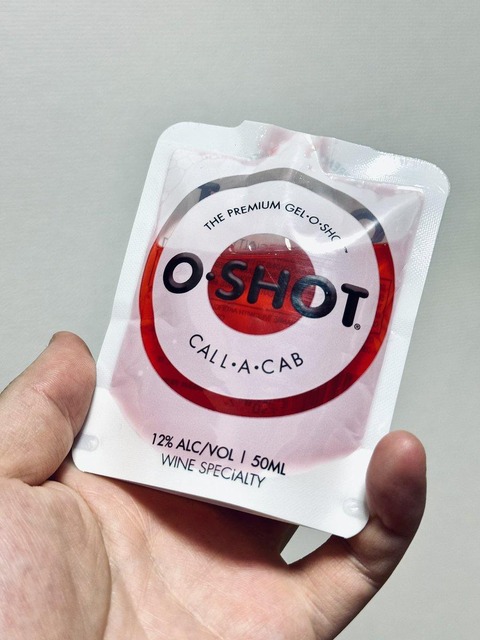 THE PREMIUM GEL•O•SHOT
O•SHOT®
CALL•A•CAB
12% ALC/VOL | 50ML
WINE SPECIALTY